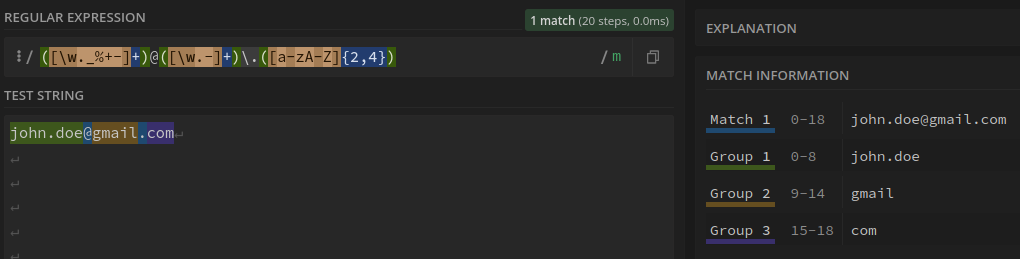 REGULAR EXPRESSION
1 match (20 steps, 0.0ms)
/ ([\w._%+-]+)@([\w.-]+)\.([a-zA-Z]{2,4}) / m
TEST STRING
john.doe@gmail.com↵
↵
↵
↵
↵
↵
EXPLANATION
MATCH INFORMATION
Match 1 0-18 john.doe@gmail.com
Group 1 0-8 john.doe
Group 2 9-14 gmail
Group 3 15-18 com